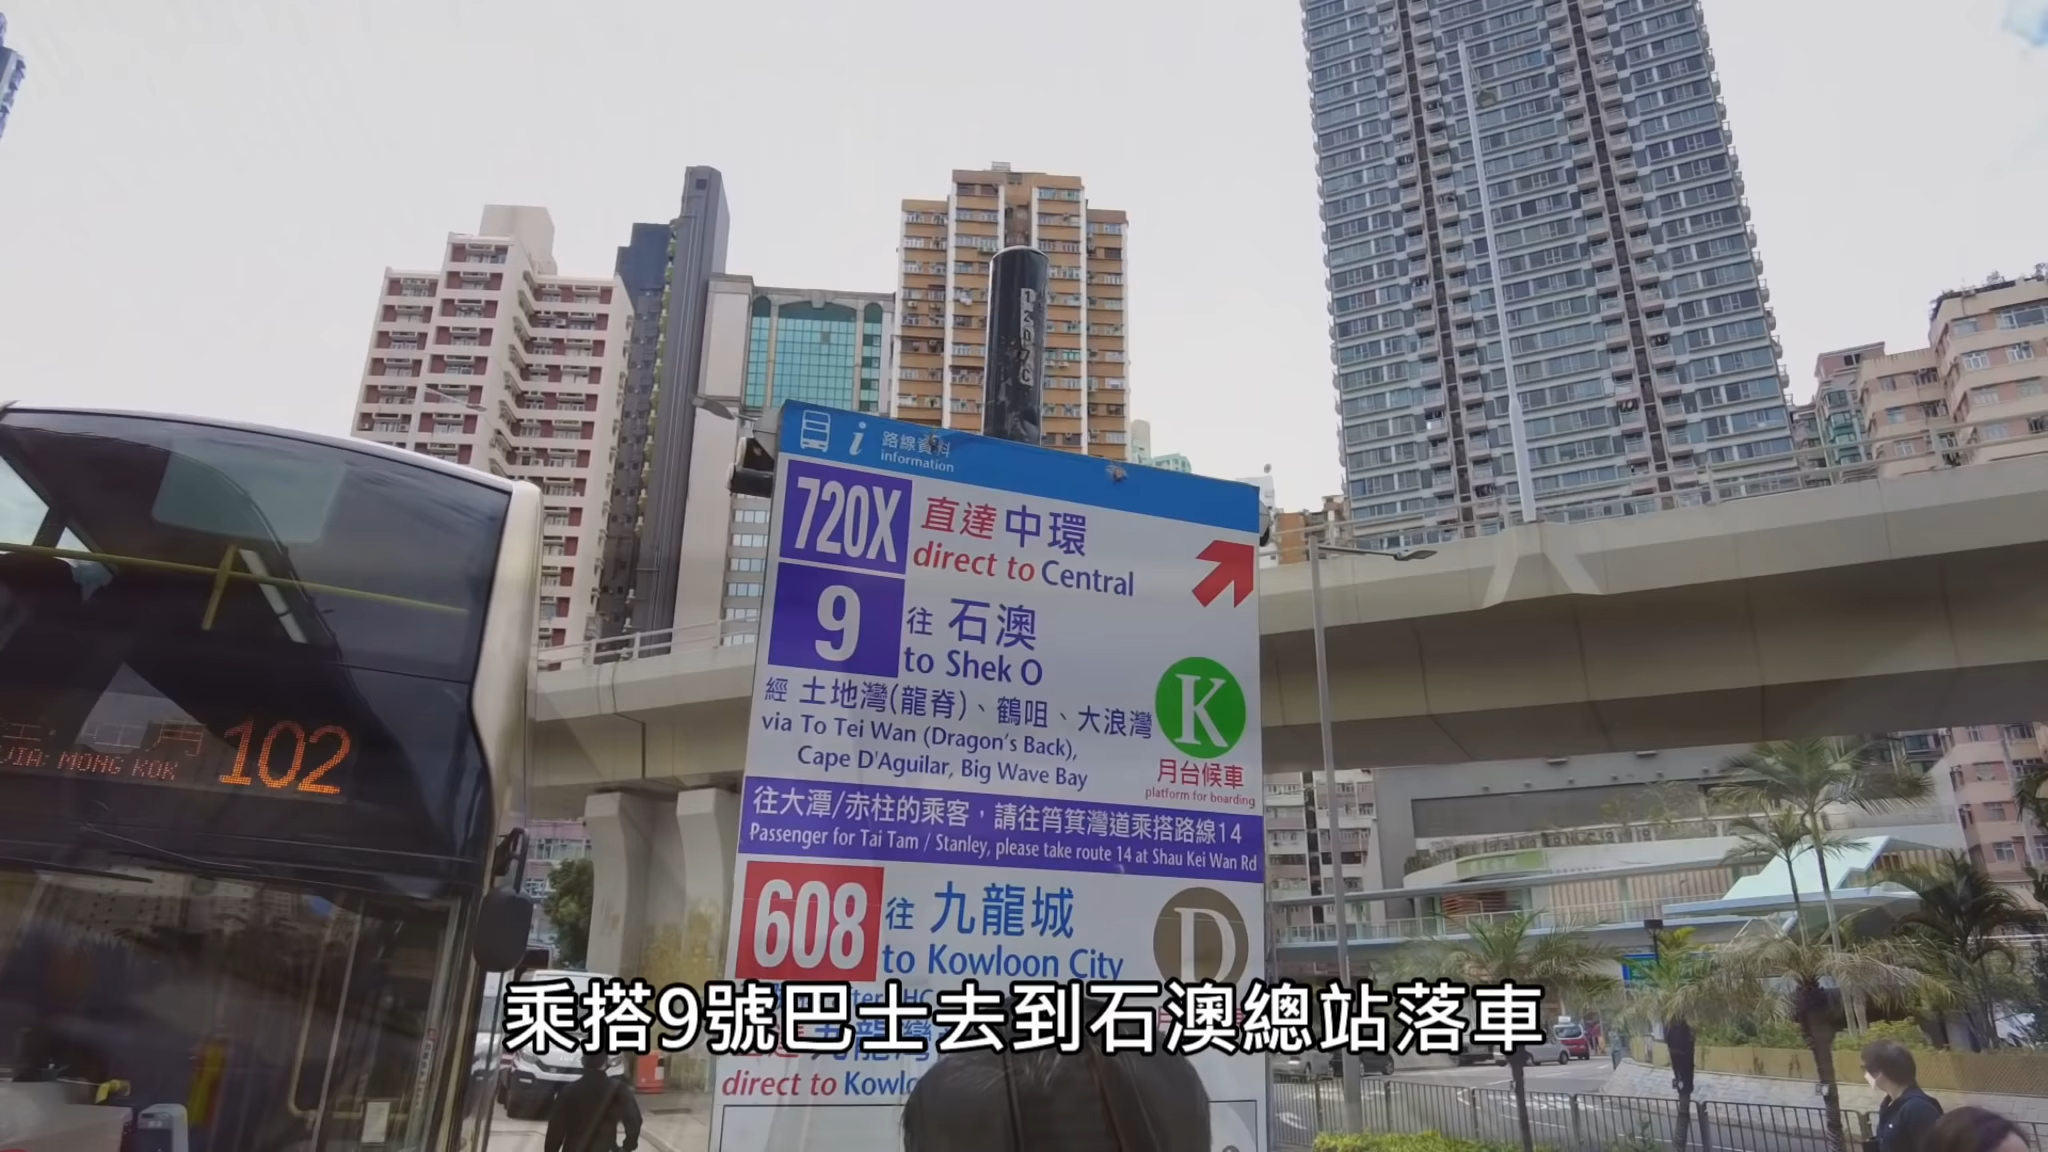 1207C
路線資料
information
720X
直達中環
direct to Central
9
往 石澳
to Shek O
經 土地灣(龍脊)、鶴咀、大浪灣
via To Tei Wan (Dragon's Back),
Cape D'Aguilar, Big Wave Bay
K
月台候車
platform for boarding
往大潭/赤柱的乘客，請往筲箕灣道乘搭路線14
Passenger for Tai Tam / Stanley, please take route 14 at Shau Kei Wan Rd
608
往 九龍城
to Kowloon City
D
direct to
102
VIA: MONG KOK
乘搭9號巴士去到石澳總站落車